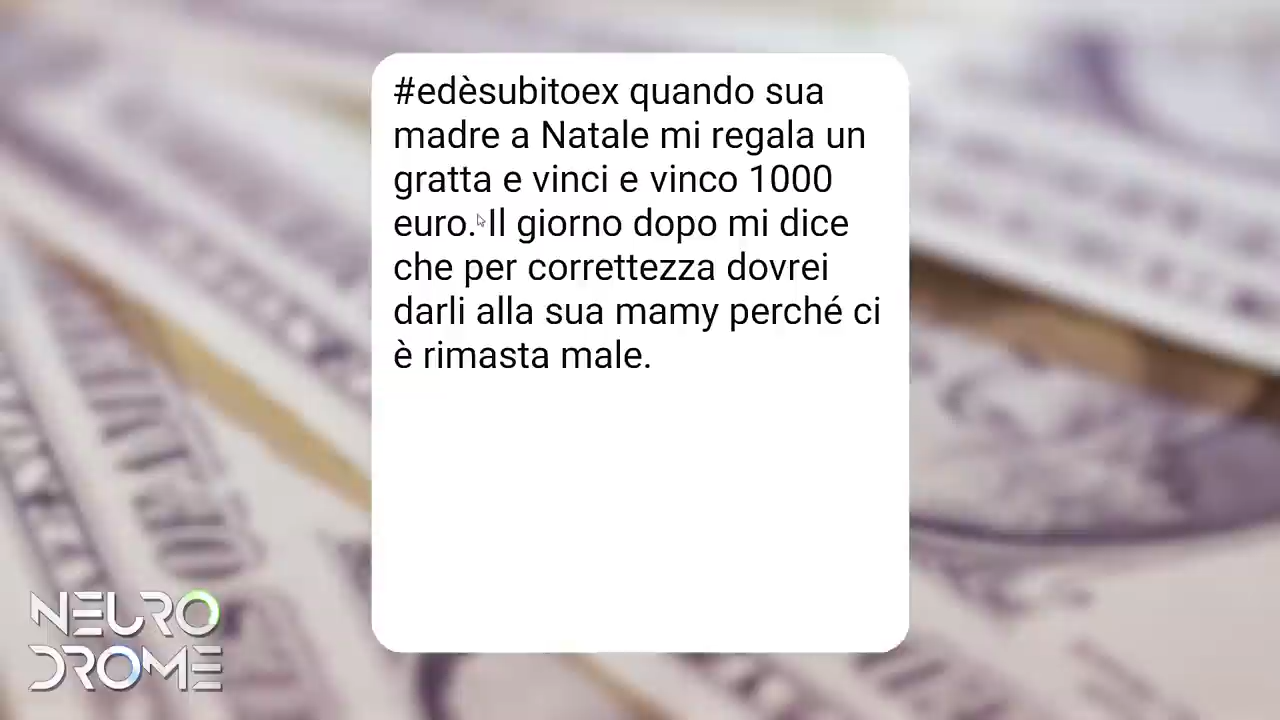 #edèsubitoex quando sua
madre a Natale mi regala un
gratta e vinci e vinco 1000
euro. Il giorno dopo mi dice
che per correttezza dovrei
darli alla sua mamy perché ci
è rimasta male.
NEURO
DROME